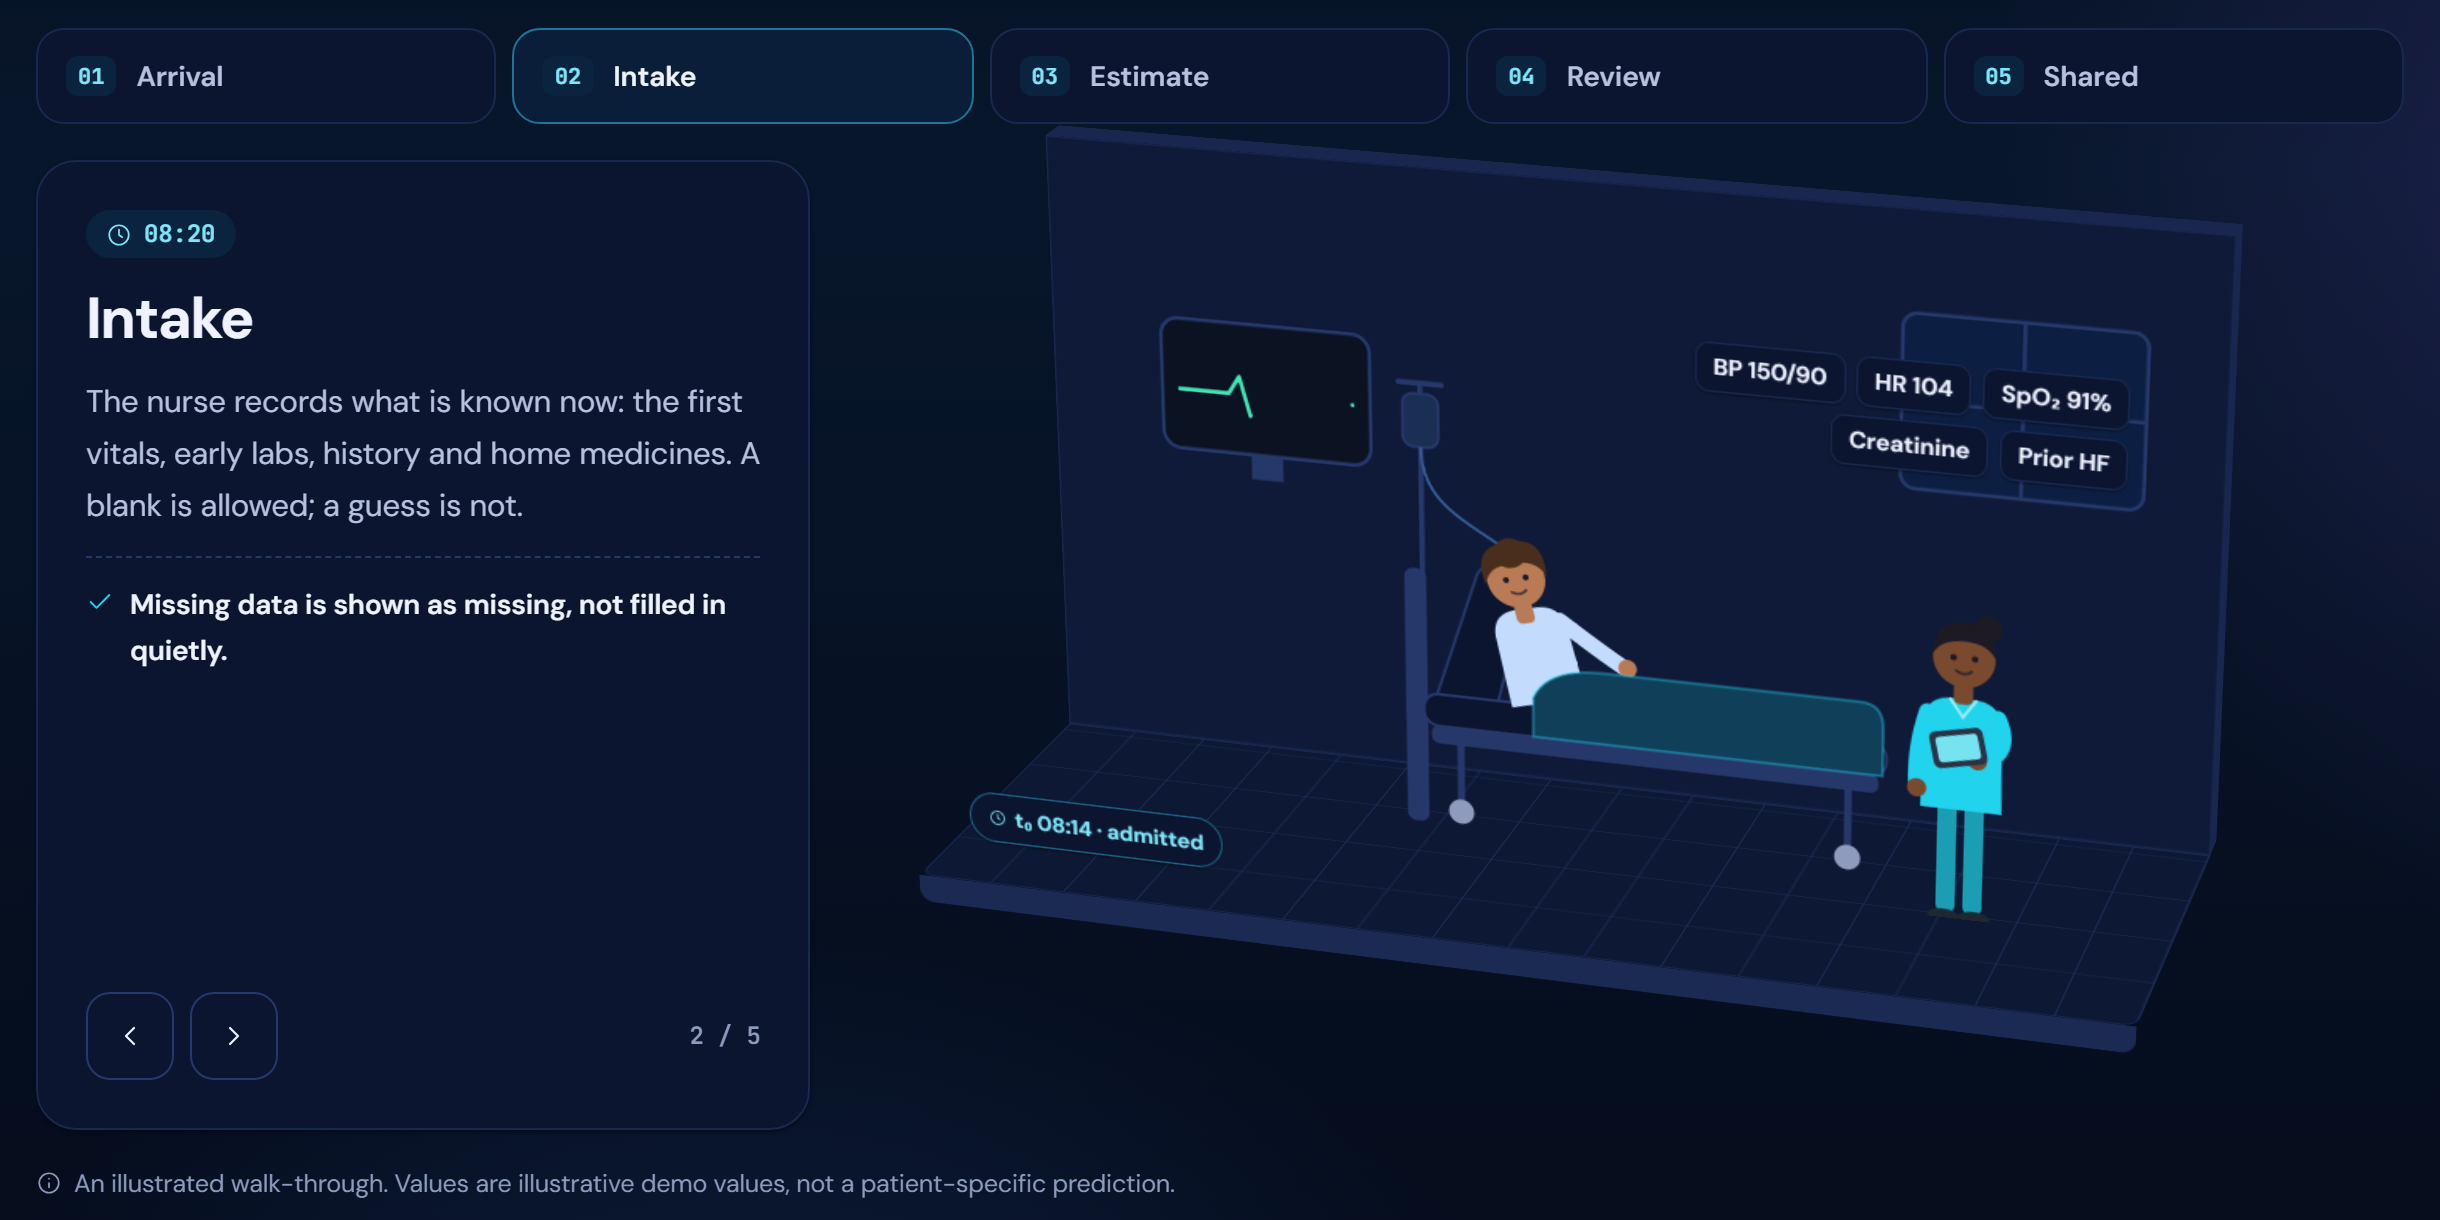 01 Arrival
02 Intake
03 Estimate
04 Review
05 Shared
08:20
Intake
The nurse records what is known now: the first
vitals, early labs, history and home medicines. A
blank is allowed; a guess is not.
Missing data is shown as missing, not filled in
quietly.
2 / 5
BP 150/90
HR 104
SpO₂ 91%
Creatinine
Prior HF
t₀ 08:14 · admitted
An illustrated walk-through. Values are illustrative demo values, not a patient-specific prediction.